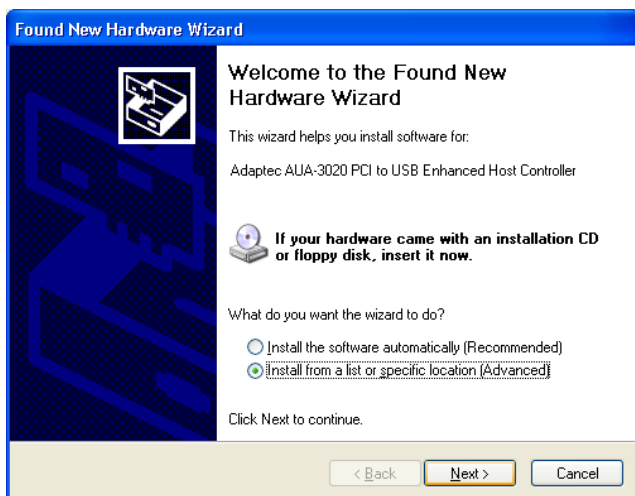 Found New Hardware Wizard
Welcome to the Found New
Hardware Wizard
This wizard helps you install software for:
Adaptec AUA-3020 PCI to USB Enhanced Host Controller
If your hardware came with an installation CD
or floppy disk, insert it now.
What do you want the wizard to do?
Install the software automatically (Recommended)
Install from a list or specific location (Advanced)
Click Next to continue.
< Back Next > Cancel